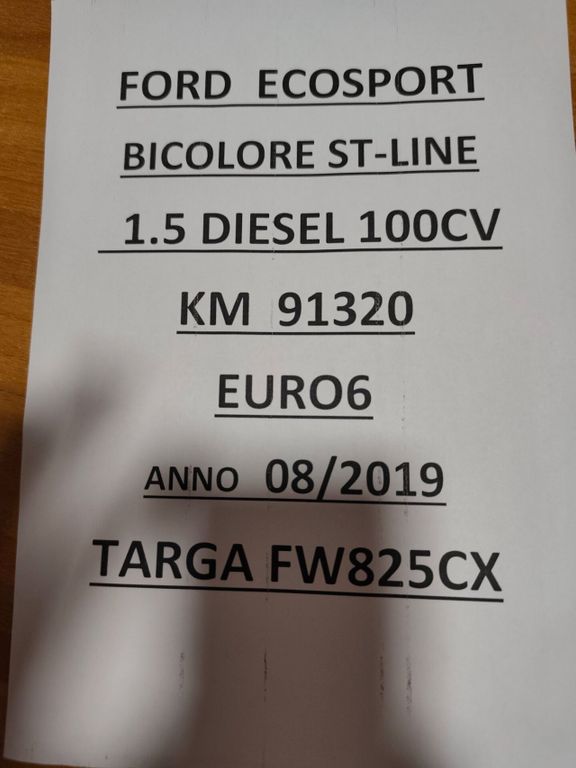 FORD ECOSPORT
BICOLORE ST-LINE
1.5 DIESEL 100CV
KM 91320
EURO6
ANNO 08/2019
TARGA FW825CX